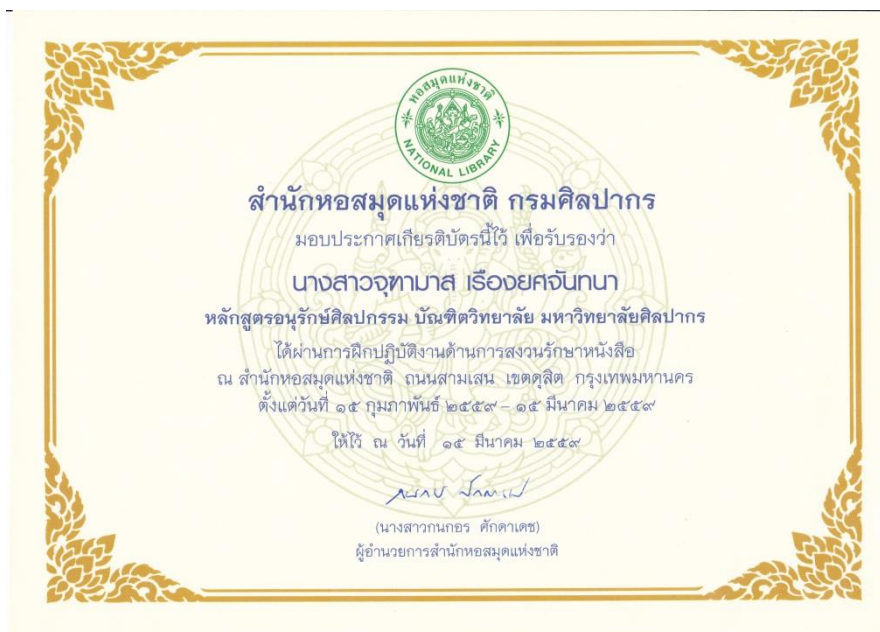 หอสมุดแห่งชาติ
NATIONAL LIBRARY
สำนักหอสมุดแห่งชาติ กรมศิลปากร
มอบประกาศเกียรติบัตรนี้ไว้ เพื่อรับรองว่า
นางสาวจุฑามาส เรืองยศจันทนา
หลักสูตรอนุรักษ์ศิลปกรรม บัณฑิตวิทยาลัย มหาวิทยาลัยศิลปากร
ได้ผ่านการฝึกปฏิบัติงานด้านการสงวนรักษาหนังสือ
ณ สำนักหอสมุดแห่งชาติ ถนนสามเสน เขตดุสิต กรุงเทพมหานคร
ตั้งแต่วันที่ ๑๕ กุมภาพันธ์ ๒๕๕๙ – ๑๕ มีนาคม ๒๕๕๙
ให้ไว้ ณ วันที่ ๑๕ มีนาคม ๒๕๕๙
(นางสาวกนกอร ศักดาเดช)
ผู้อำนวยการสำนักหอสมุดแห่งชาติ